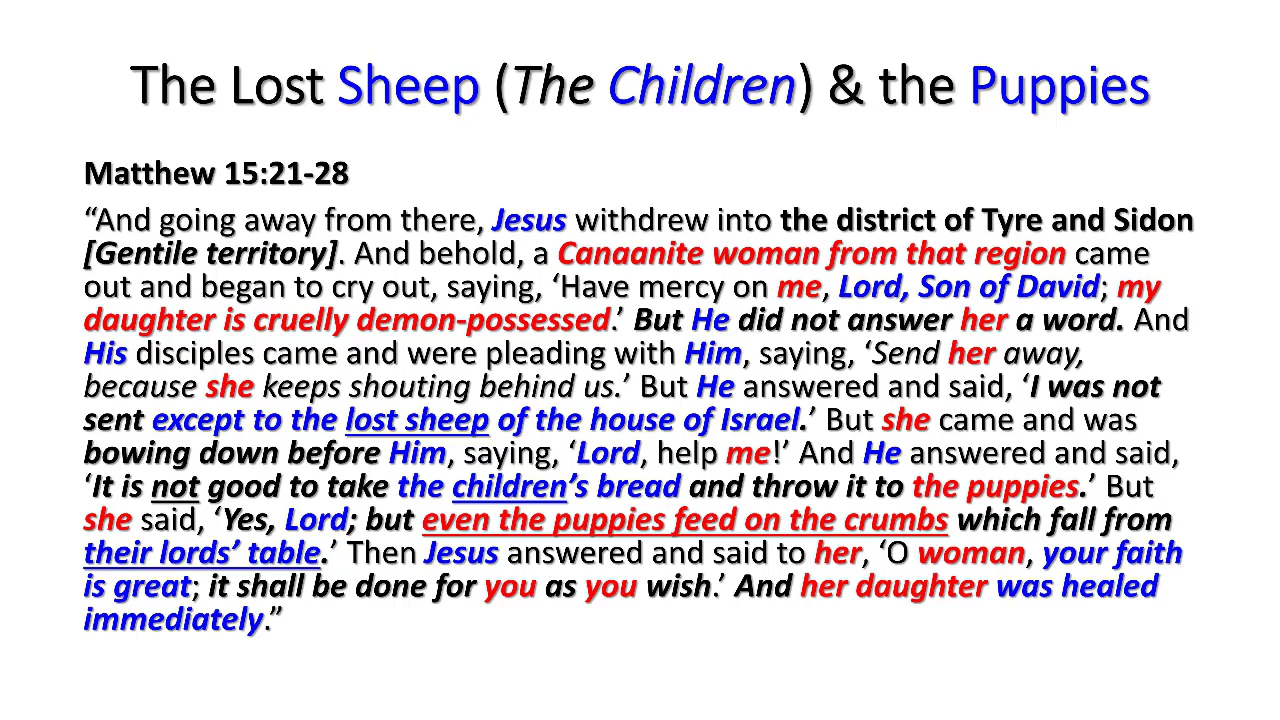 The Lost Sheep (The Children) & the Puppies
Matthew 15:21-28
“And going away from there, Jesus withdrew into the district of Tyre and Sidon
[Gentile territory]. And behold, a Canaanite woman from that region came
out and began to cry out, saying, ‘Have mercy on me, Lord, Son of David; my
daughter is cruelly demon-possessed.’ But He did not answer her a word. And
His disciples came and were pleading with Him, saying, ‘Send her away,
because she keeps shouting behind us.’ But He answered and said, ‘I was not
sent except to the lost sheep of the house of Israel.’ But she came and was
bowing down before Him, saying, ‘Lord, help me!’ And He answered and said,
‘It is not good to take the children’s bread and throw it to the puppies.’ But
she said, ‘Yes, Lord; but even the puppies feed on the crumbs which fall from
their lords’ table.’ Then Jesus answered and said to her, ‘O woman, your faith
is great; it shall be done for you as you wish.’ And her daughter was healed
immediately.”